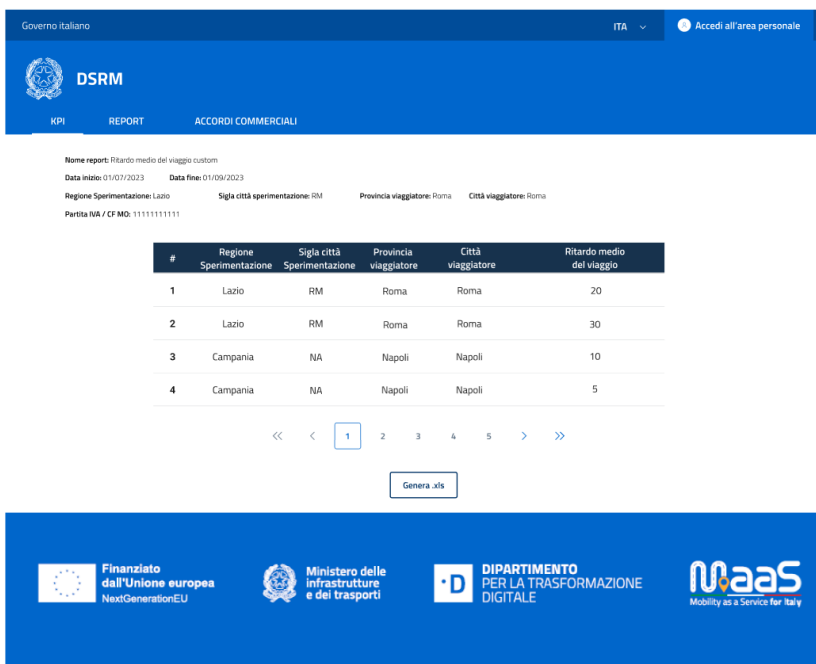 Governo italiano
ITA
Accedi all'area personale
DSRM
KPI REPORT ACCORDI COMMERCIALI
Nome report: Ritardo medio del viaggio custom
Data inizio: 01/07/2023 Data fine: 01/09/2023
Regione Sperimentazione: Lazio Sigla città sperimentazione: RM Provincia viaggiatore: Roma Città viaggiatore: Roma
Partita IVA / CF MO: 11111111111
# Regione Sperimentazione Sigla città Sperimentazione Provincia viaggiatore Città viaggiatore Ritardo medio del viaggio
1 Lazio RM Roma Roma 20
2 Lazio RM Roma Roma 30
3 Campania NA Napoli Napoli 10
4 Campania NA Napoli Napoli 5
1 2 3 4 5
Genera .xls
Finanziato
dall'Unione europea
NextGenerationEU
Ministero delle
infrastrutture
e dei trasporti
·D
DIPARTIMENTO
PER LA TRASFORMAZIONE
DIGITALE
MaaS
Mobility as a Service for Italy